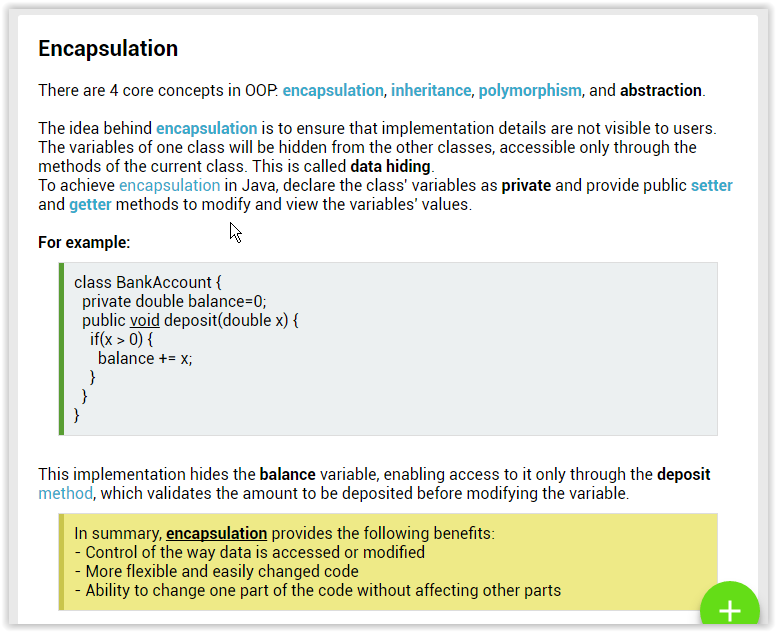 Encapsulation
There are 4 core concepts in OOP: encapsulation, inheritance, polymorphism, and abstraction.
The idea behind encapsulation is to ensure that implementation details are not visible to users.
The variables of one class will be hidden from the other classes, accessible only through the
methods of the current class. This is called data hiding.
To achieve encapsulation in Java, declare the class' variables as private and provide public setter
and getter methods to modify and view the variables' values.
For example:
class BankAccount {
private double balance=0;
public void deposit(double x) {
if(x > 0) {
balance += x;
}
}
}
This implementation hides the balance variable, enabling access to it only through the deposit
method, which validates the amount to be deposited before modifying the variable.
In summary, encapsulation provides the following benefits:
- Control of the way data is accessed or modified
- More flexible and easily changed code
- Ability to change one part of the code without affecting other parts
+